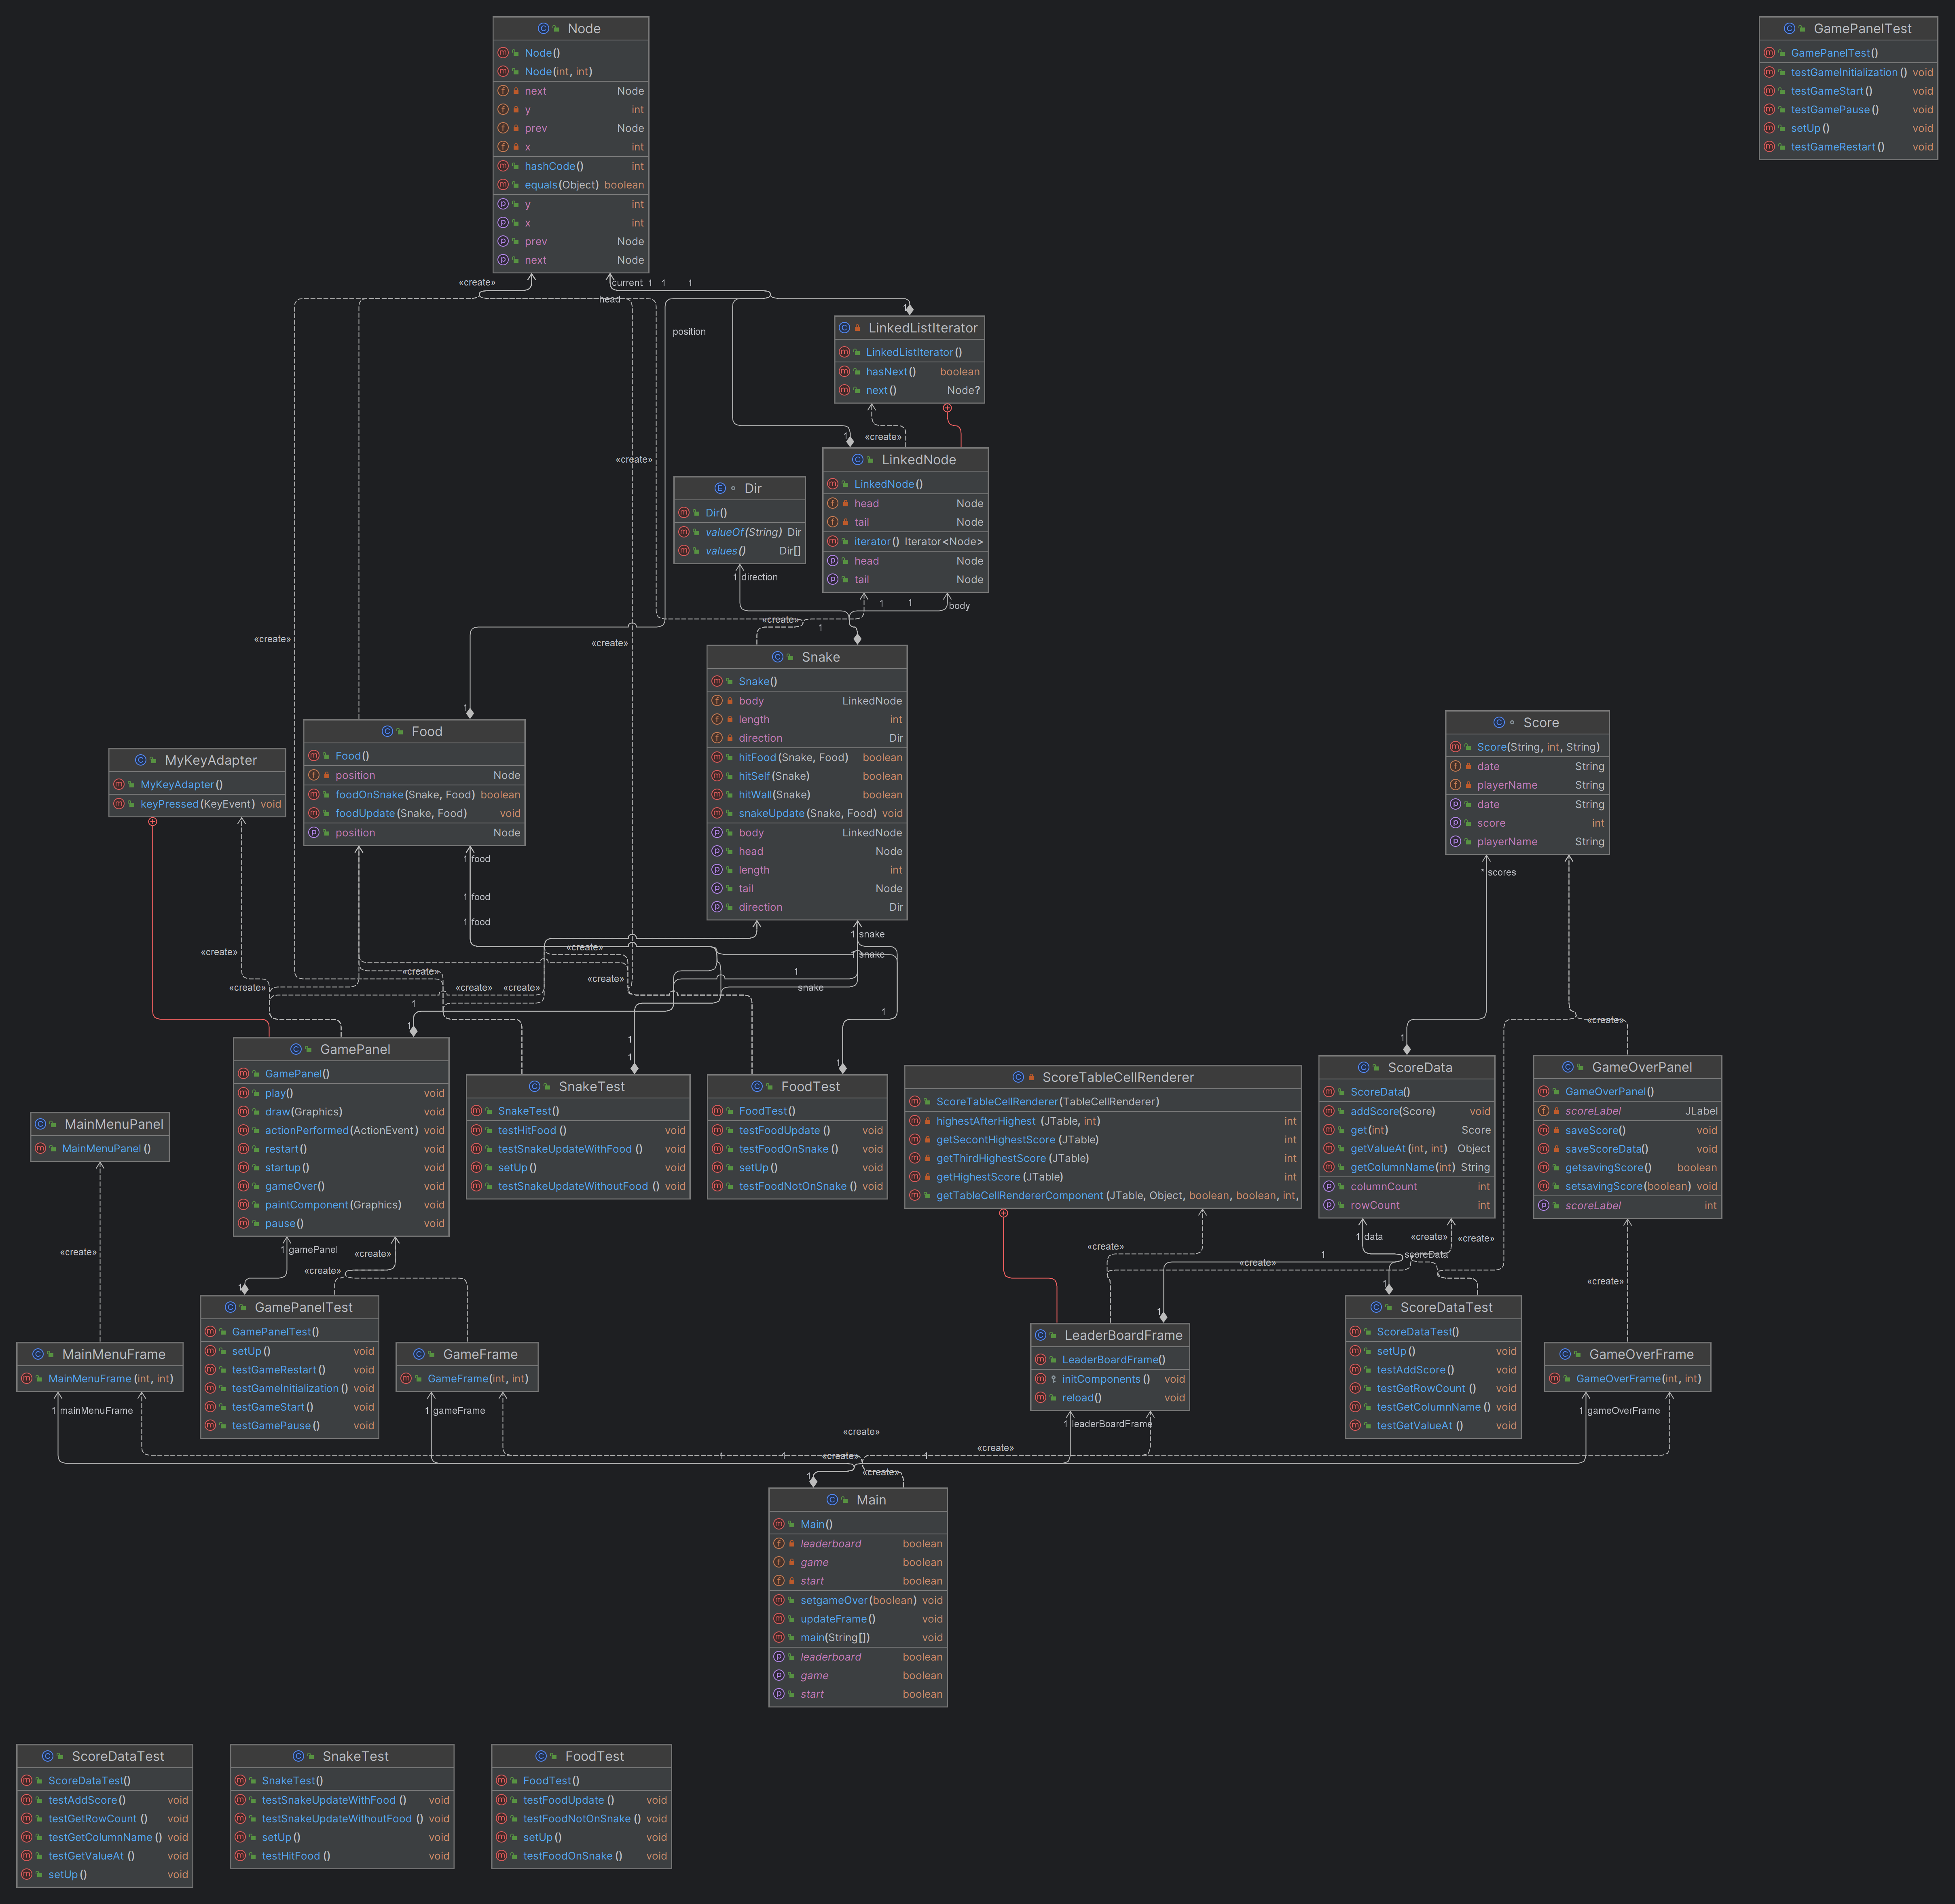 Node
Node()
Node(int, int)
next Node
y int
prev Node
x int
hashCode() int
equals(Object) boolean
y int
x int
prev Node
next Node
GamePanelTest
GamePanelTest()
testGameInitialization() void
testGameStart() void
testGamePause() void
setUp() void
testGameRestart() void
«create»
current 1 1 1
head
position
1
LinkedListIterator
LinkedListIterator()
hasNext() boolean
next() Node?
1
«create»
«create»
LinkedNode
LinkedNode()
head Node
tail Node
iterator() Iterator<Node>
head Node
tail Node
Dir
Dir()
valueOf(String) Dir
values() Dir[]
1 direction
1 1 body
«create»
1
«create»
«create»
Snake
Snake()
body LinkedNode
length int
direction Dir
hitFood(Snake, Food) boolean
hitSelf(Snake) boolean
hitWall(Snake) boolean
snakeUpdate(Snake, Food) void
body LinkedNode
head Node
length int
tail Node
direction Dir
1
Food
Food()
position Node
foodOnSnake(Snake, Food) boolean
foodUpdate(Snake, Food) void
position Node
MyKeyAdapter
MyKeyAdapter()
keyPressed(KeyEvent) void
Score
Score(String, int, String)
date String
playerName String
date String
score int
playerName String
1 food
1 food
1 food
* scores
1 snake
«create»
«create»
1 snake
«create»
«create»
1
«create»
«create»
«create»
snake
1
1
«create»
1
1
1
1
1
GamePanel
GamePanel()
play() void
draw(Graphics) void
actionPerformed(ActionEvent) void
restart() void
startup() void
gameOver() void
paintComponent(Graphics) void
pause() void
SnakeTest
SnakeTest()
testHitFood() void
testSnakeUpdateWithFood() void
setUp() void
testSnakeUpdateWithoutFood() void
FoodTest
FoodTest()
testFoodUpdate() void
testFoodOnSnake() void
setUp() void
testFoodNotOnSnake() void
ScoreTableCellRenderer
ScoreTableCellRenderer(TableCellRenderer)
highestAfterHighest(JTable, int) int
getSecontHighestScore(JTable) int
getThirdHighestScore(JTable) int
getHighestScore(JTable) int
getTableCellRendererComponent(JTable, Object, boolean, boolean, int,
ScoreData
ScoreData()
addScore(Score) void
get(int) Score
getValueAt(int, int) Object
getColumnName(int) String
columnCount int
rowCount int
GameOverPanel
GameOverPanel()
scoreLabel JLabel
saveScore() void
saveScoreData() void
getsavingScore() boolean
setsavingScore(boolean) void
scoreLabel int
MainMenuPanel
MainMenuPanel()
«create»
1 gamePanel
«create»
«create»
1
«create»
1
«create»
1 data
«create»
«create»
scoreData
1
1
«create»
GamePanelTest
GamePanelTest()
setUp() void
testGameRestart() void
testGameInitialization() void
testGameStart() void
testGamePause() void
MainMenuFrame
MainMenuFrame(int, int)
GameFrame
GameFrame(int, int)
LeaderBoardFrame
LeaderBoardFrame()
initComponents() void
reload() void
ScoreDataTest
ScoreDataTest()
setUp() void
testAddScore() void
testGetRowCount() void
testGetColumnName() void
testGetValueAt() void
GameOverFrame
GameOverFrame(int, int)
1 mainMenuFrame
1 gameFrame
1 leaderBoardFrame
1 gameOverFrame
«create»
«create»
1 1 «create» 1
1 «create»
Main
Main()
leaderboard boolean
game boolean
start boolean
setgameOver(boolean) void
updateFrame() void
main(String[]) void
leaderboard boolean
game boolean
start boolean
ScoreDataTest
ScoreDataTest()
testAddScore() void
testGetRowCount() void
testGetColumnName() void
testGetValueAt() void
setUp() void
SnakeTest
SnakeTest()
testSnakeUpdateWithFood() void
testSnakeUpdateWithoutFood() void
setUp() void
testHitFood() void
FoodTest
FoodTest()
testFoodUpdate() void
testFoodNotOnSnake() void
setUp() void
testFoodOnSnake() void